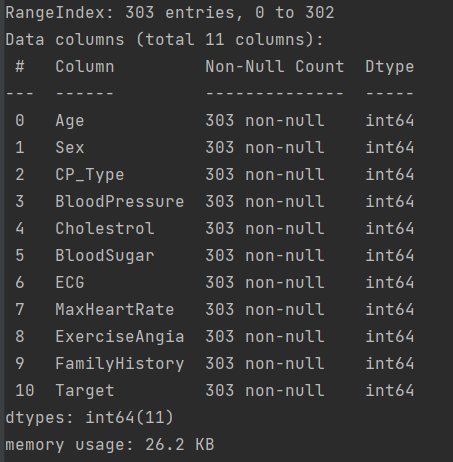 RangeIndex: 303 entries, 0 to 302
Data columns (total 11 columns):
 #   Column         Non-Null Count  Dtype
---  ------         --------------  -----
 0   Age            303 non-null    int64
 1   Sex            303 non-null    int64
 2   CP_Type        303 non-null    int64
 3   BloodPressure  303 non-null    int64
 4   Cholestrol     303 non-null    int64
 5   BloodSugar     303 non-null    int64
 6   ECG            303 non-null    int64
 7   MaxHeartRate   303 non-null    int64
 8   ExerciseAngia  303 non-null    int64
 9   FamilyHistory  303 non-null    int64
 10  Target         303 non-null    int64
dtypes: int64(11)
memory usage: 26.2 KB